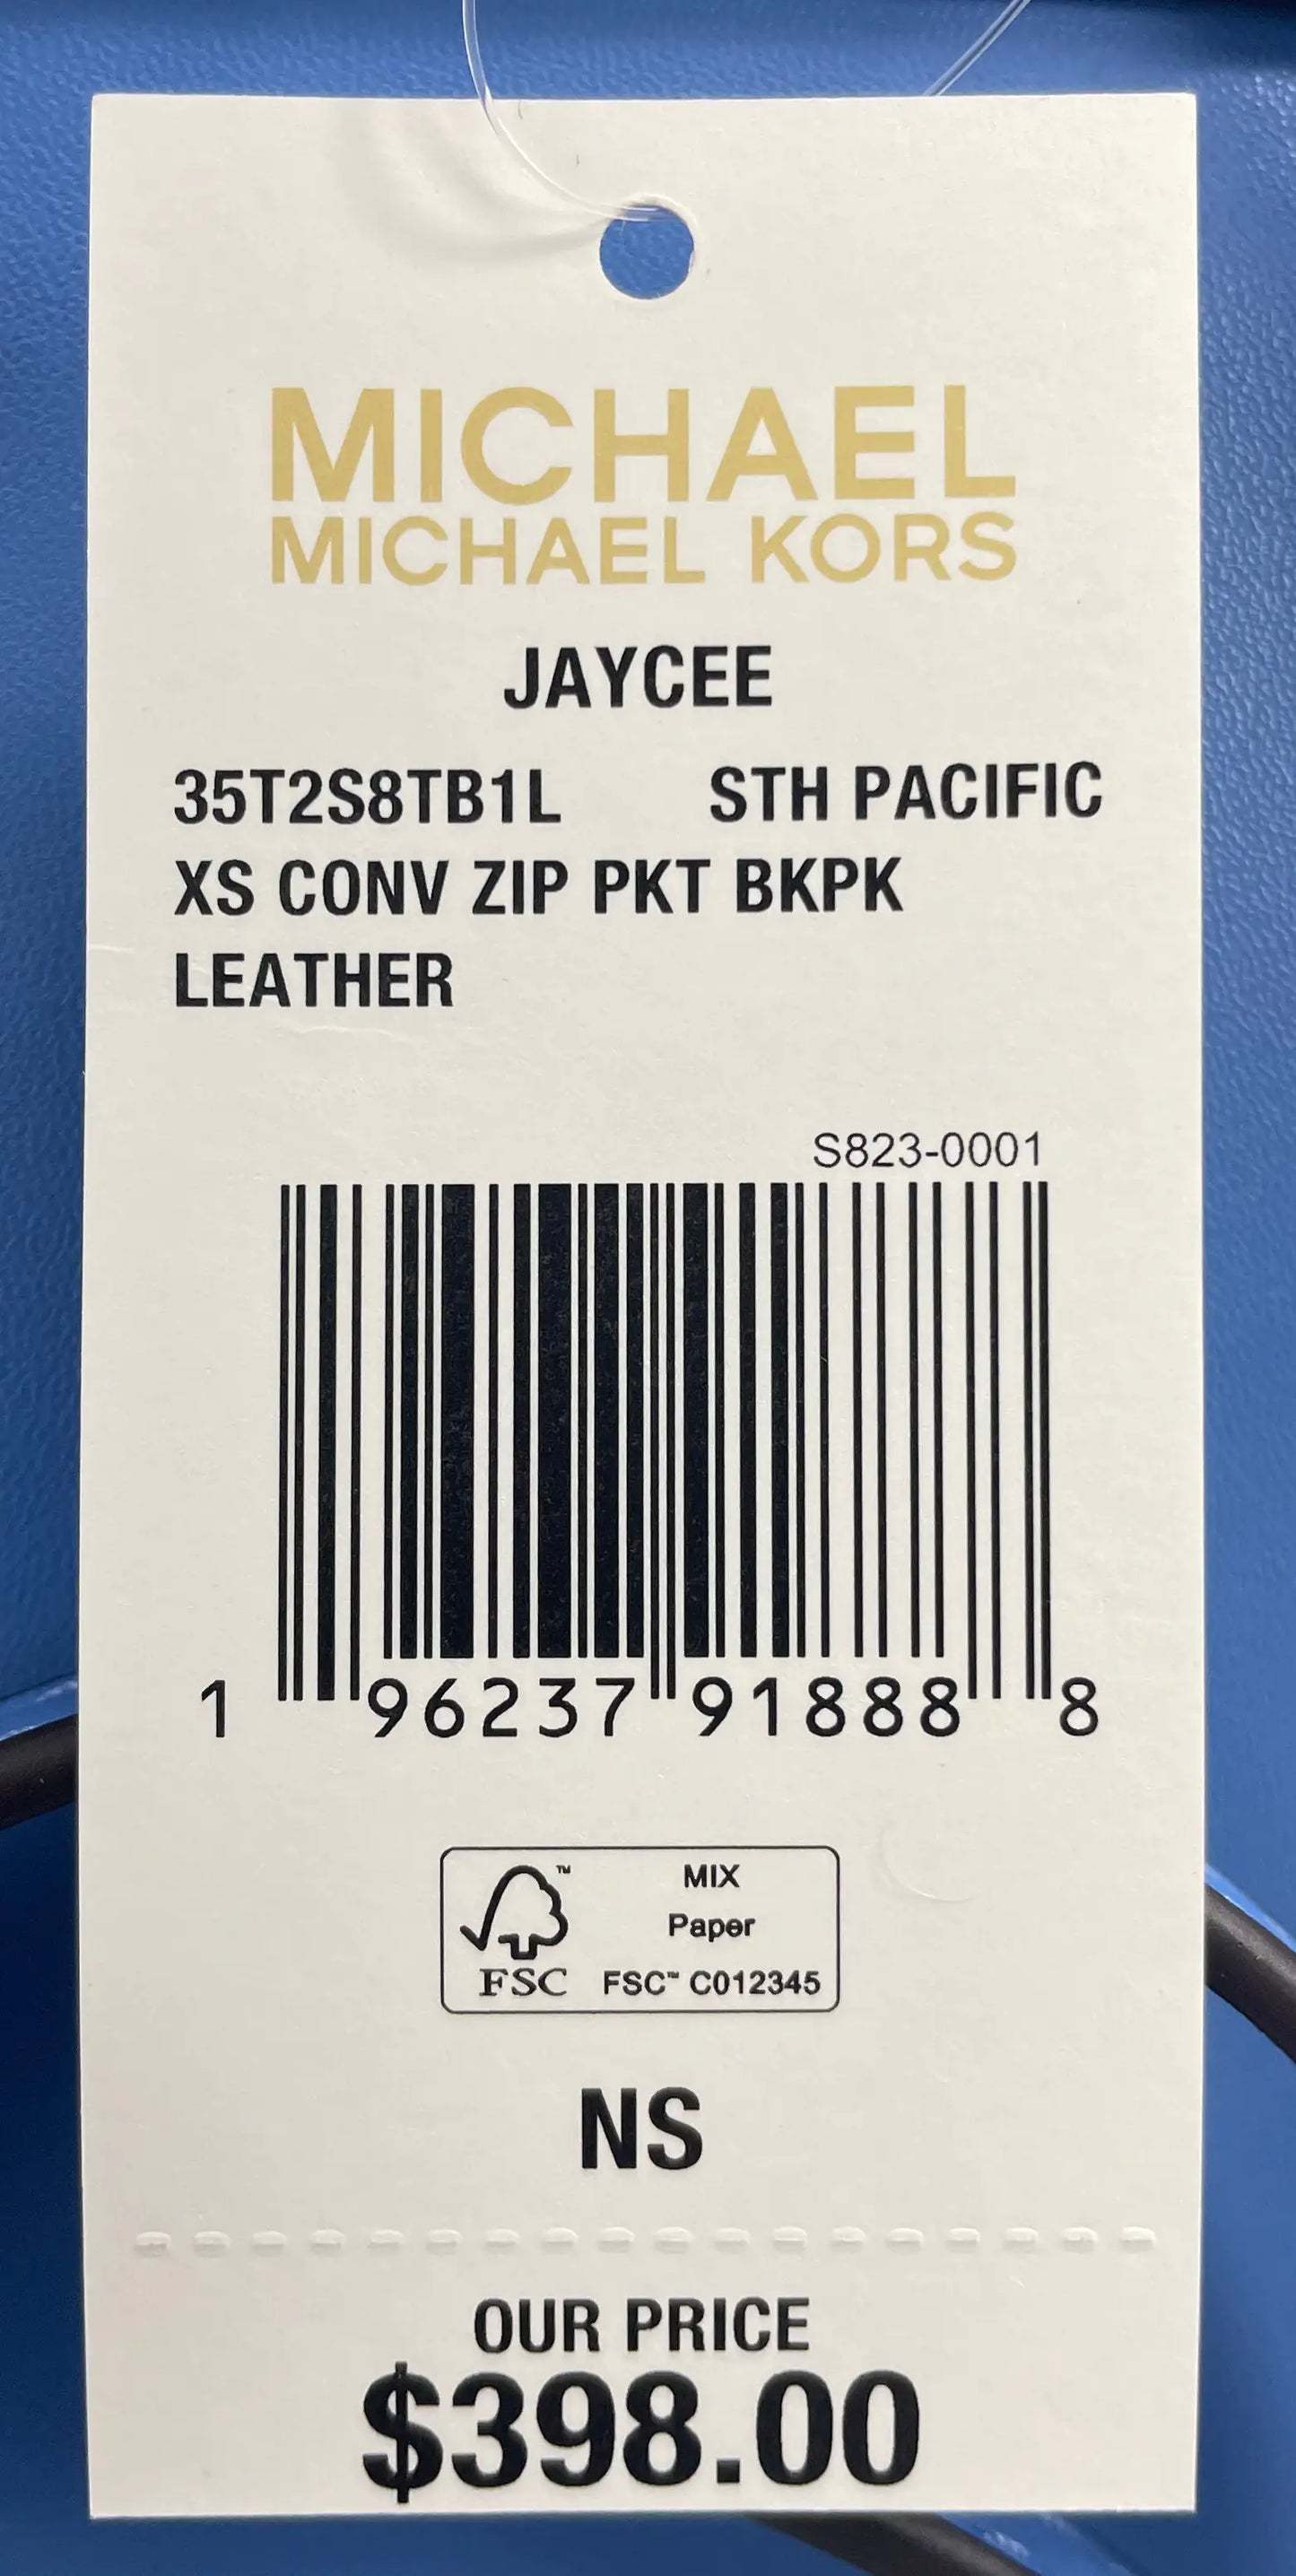 MICHAEL
MICHAEL KORS
JAYCEE
35T2S8TB1L STH PACIFIC
XS CONV ZIP PKT BKPK
LEATHER
S823-0001
1 96237 91888 8
MIX
Paper
FSC™ C012345
™
FSC
NS
OUR PRICE
$398.00